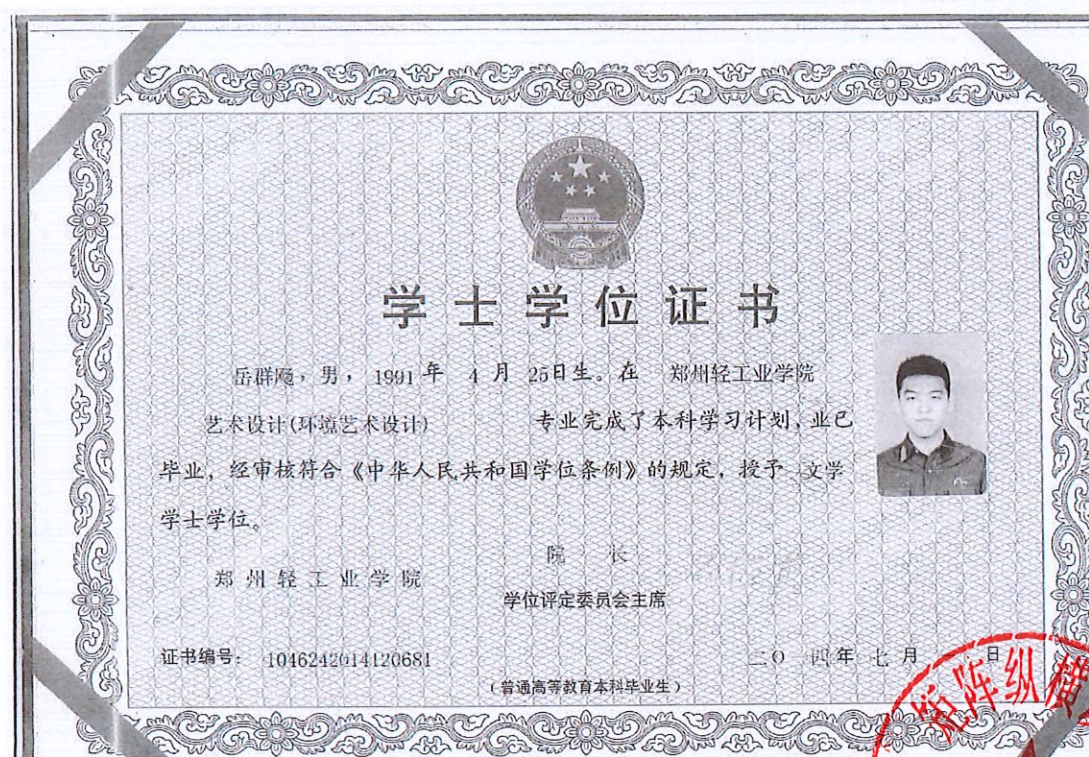 学士学位证书
岳群飚，男，1991年 4 月 25日生。在 郑州轻工业学院
艺术设计(环境艺术设计) 专业完成了本科学习计划，业已
毕业，经审核符合《中华人民共和国学位条例》的规定，授予 文学
学士学位。
院 长
郑州轻工业学院
学位评定委员会主席
证书编号： 1046242014120681
二〇一四年 七 月 日
(普通高等教育本科毕业生)
矩阵纵横